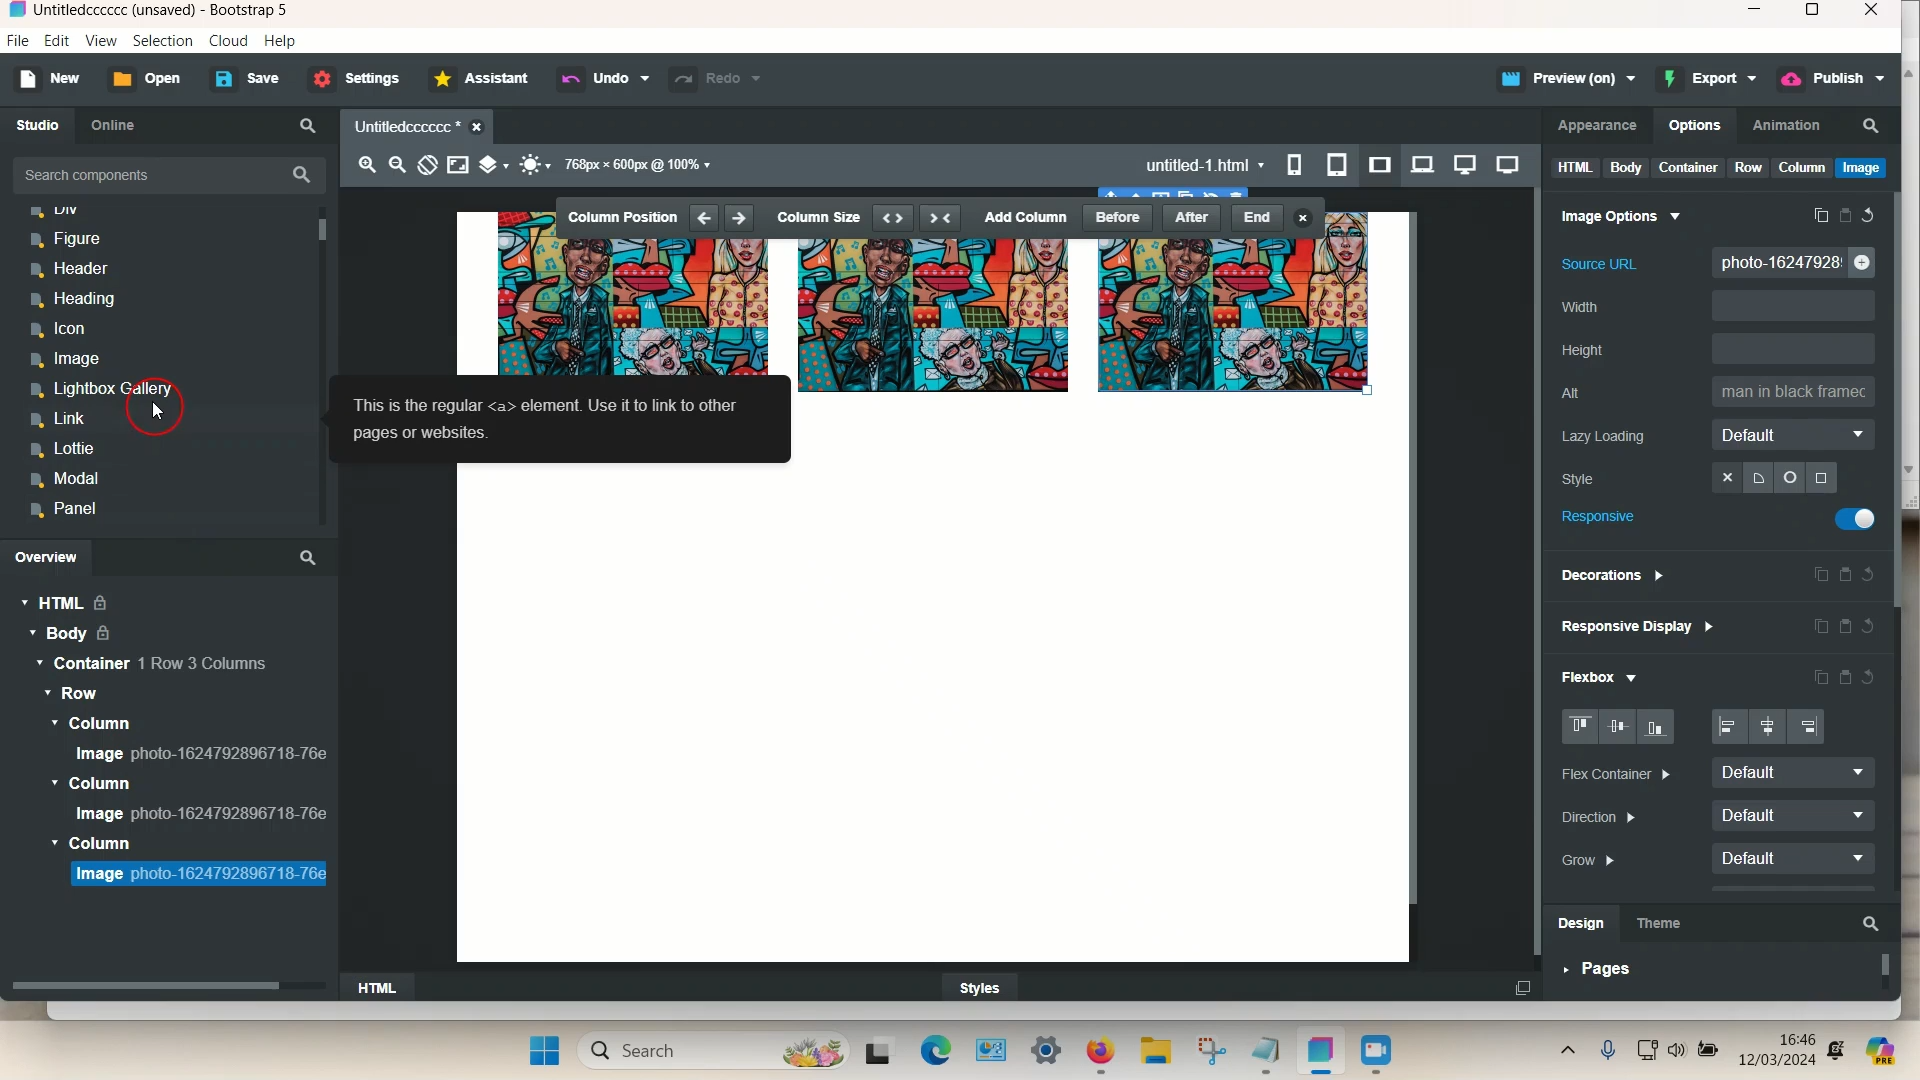 Untitledcccccc (unsaved) - Bootstrap 5
File Edit View Selection Cloud Help
New Open Save Settings Assistant Undo Redo Preview (on) Export Publish
Studio Online
Search components
Div
Figure
Header
Heading
Icon
Image
Lightbox Gallery
Link
Lottie
Modal
Panel
Overview
HTML
Body
Container 1 Row 3 Columns
Row
Column
Image photo-1624792896718-76e
Column
Image photo-1624792896718-76e
Column
Image photo-1624792896718-76e
Untitledcccccc *
768px × 600px @ 100%
untitled-1.html
Column Position Column Size Add Column Before After End
This is the regular <a> element. Use it to link to other
pages or websites.
HTML Styles
Appearance Options Animation
HTML Body Container Row Column Image
Image Options
Source URL photo-16247928
Width
Height
Alt man in black framec
Lazy Loading Default
Style
Responsive
Decorations
Responsive Display
Flexbox
Flex Container Default
Direction Default
Grow Default
Design Theme
Pages
Search
16:46
12/03/2024
PRE